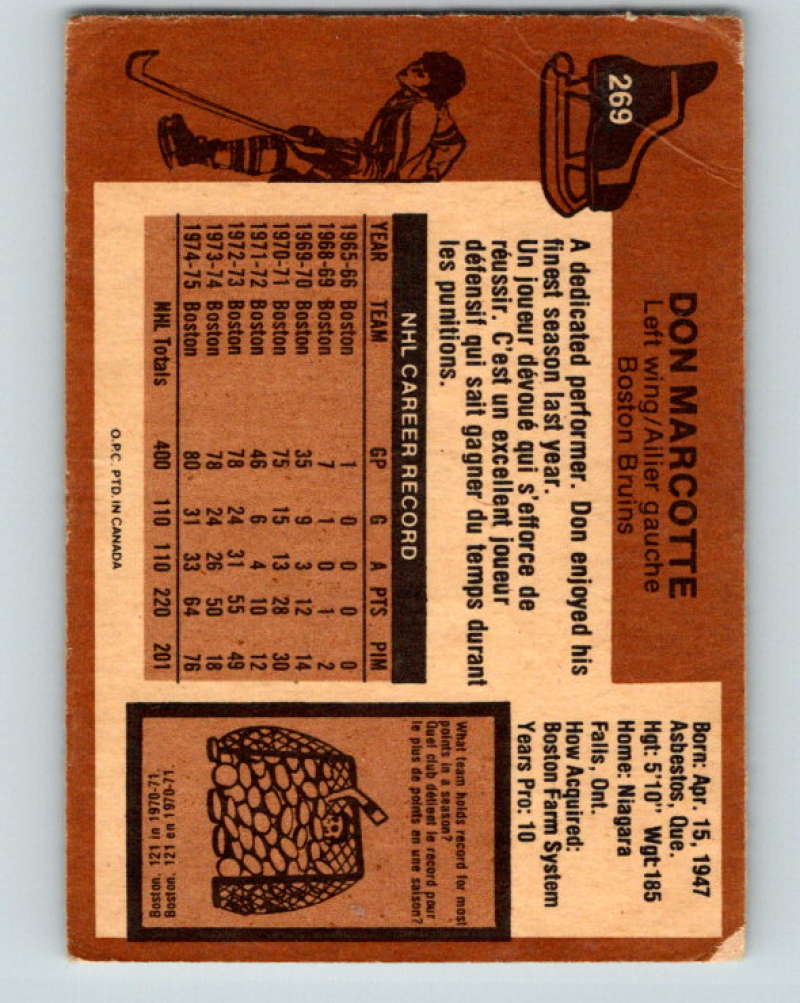 269
DON MARCOTTE
Left wing/Ailier gauche
Boston Bruins
Born: Apr. 15, 1947
Asbestos, Que.
Hgt: 5'10" Wgt: 185
Home: Niagara
Falls, Ont.
How Acquired:
Boston Farm System
Years Pro: 10
A dedicated performer. Don enjoyed his
finest season last year.
Un joueur dévoué qui s'efforce de
réussir. C'est un excellent joueur
défensif qui sait gagner du temps durant
les punitions.
NHL CAREER RECORD
YEAR TEAM GP G A PTS PIM
1965-66 Boston 1 0 0 0 0
1968-69 Boston 7 1 0 1 2
1969-70 Boston 35 9 3 12 14
1970-71 Boston 75 15 13 28 30
1971-72 Boston 46 6 4 10 12
1972-73 Boston 78 24 31 55 49
1973-74 Boston 78 24 26 50 18
1974-75 Boston 80 31 33 64 76
NHL Totals 400 110 110 220 201
What team holds record for most
points in a season?
Quel club détient le record pour
le plus de points en une saison?
Boston, 121 en 1970-71.
Boston, 121 in 1970-71.
O.P.C. PTD. IN CANADA